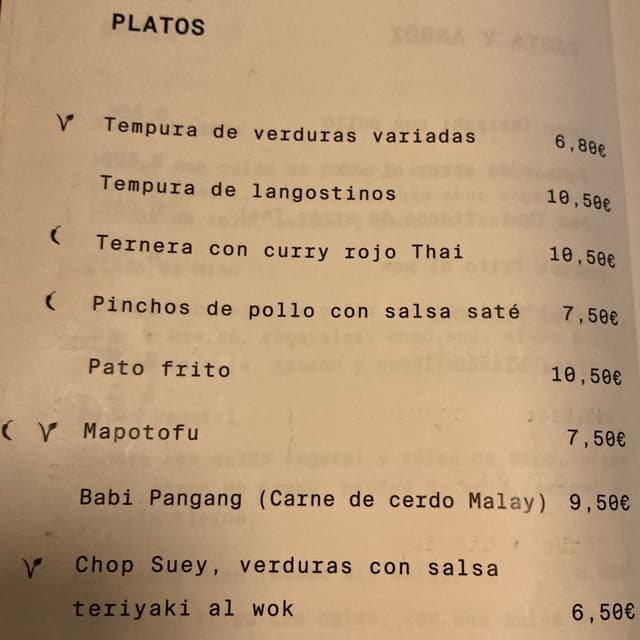 PLATOS
Tempura de verduras variadas 6,80€
Tempura de langostinos 10,50€
Ternera con curry rojo Thai 10,50€
Pinchos de pollo con salsa saté 7,50€
Pato frito 10,50€
Mapotofu 7,50€
Babi Pangang (Carne de cerdo Malay) 9,50€
Chop Suey, verduras con salsa
teriyaki al wok 6,50€